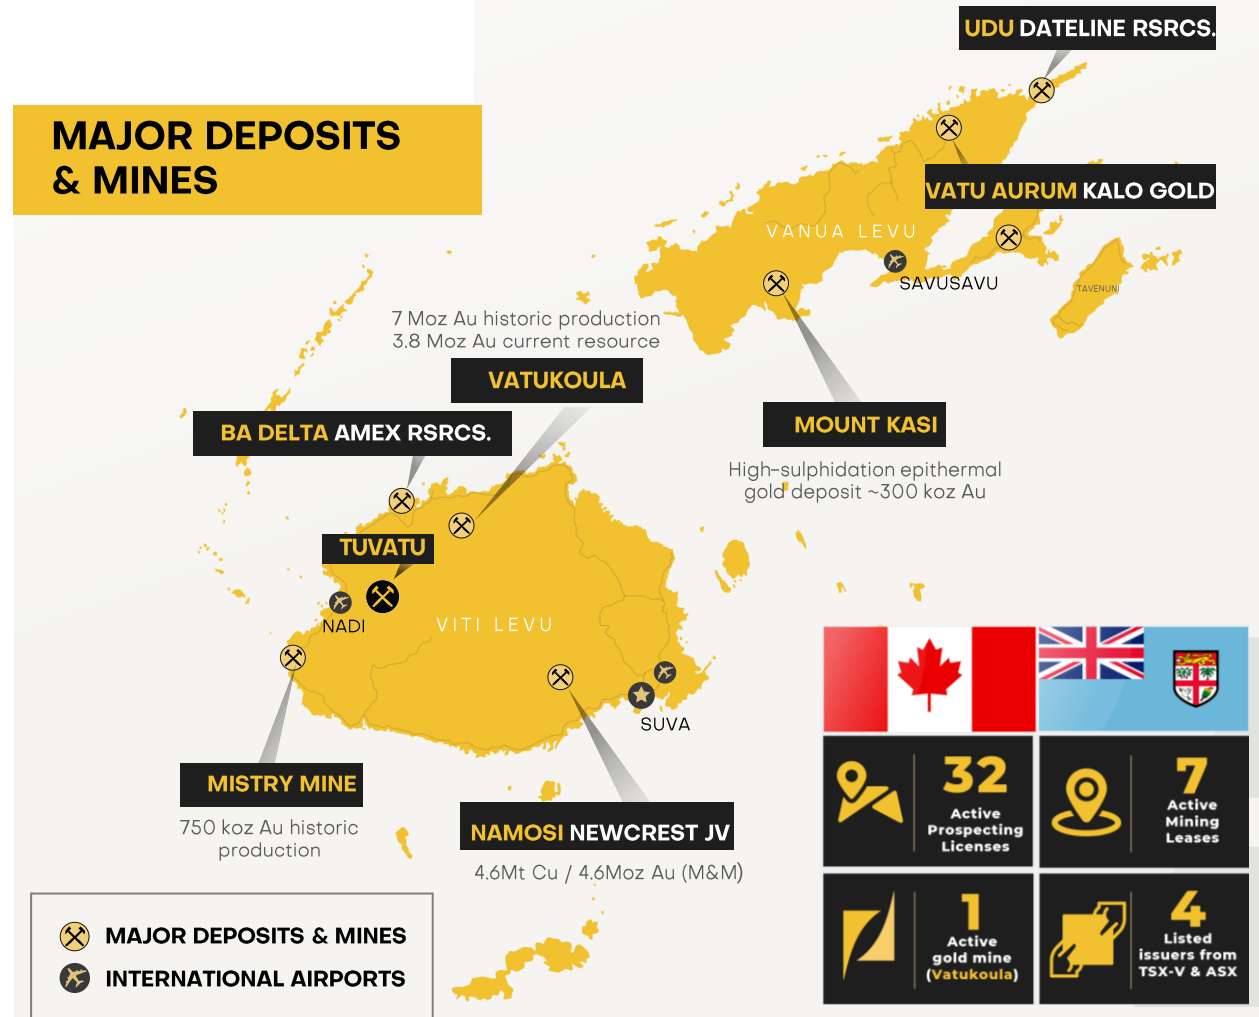 UDU DATELINE RSRCS.
MAJOR DEPOSITS
& MINES
VATU AURUM KALO GOLD
VANUA LEVU
SAVUSAVU
TAVENUNI
7 Moz Au historic production
3.8 Moz Au current resource
VATUKOULA
BA DELTA AMEX RSRCS.
MOUNT KASI
High-sulphidation epithermal
gold deposit ~300 koz Au
TUVATU
NADI
VITI LEVU
SUVA
MISTRY MINE
750 koz Au historic
production
NAMOSI NEWCREST JV
4.6Mt Cu / 4.6Moz Au (M&M)
32
Active
Prospecting
Licenses
7
Active
Mining
Leases
1
Active
gold mine
(Vatukoula)
4
Listed
issuers from
TSX-V & ASX
MAJOR DEPOSITS & MINES
INTERNATIONAL AIRPORTS